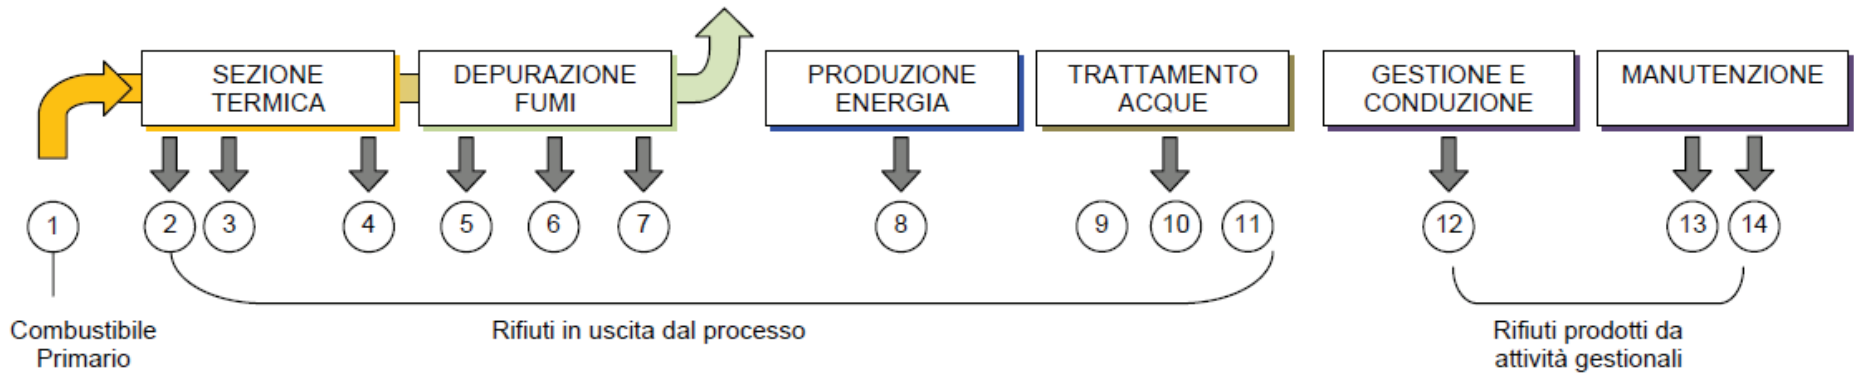 SEZIONE
TERMICA
DEPURAZIONE
FUMI
PRODUZIONE
ENERGIA
TRATTAMENTO
ACQUE
GESTIONE E
CONDUZIONE
MANUTENZIONE
1
2
3
4
5
6
7
8
9
10
11
12
13
14
Combustibile
Primario
Rifiuti in uscita dal processo
Rifiuti prodotti da
attività gestionali